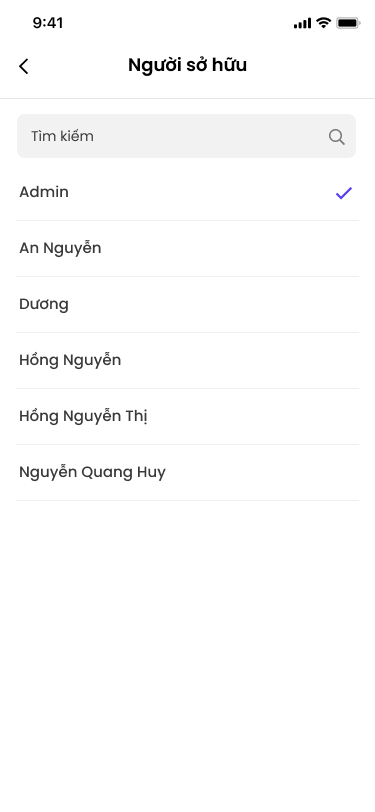 9:41
Người sở hữu
Tìm kiếm
Admin
An Nguyễn
Dương
Hồng Nguyễn
Hồng Nguyễn Thị
Nguyễn Quang Huy